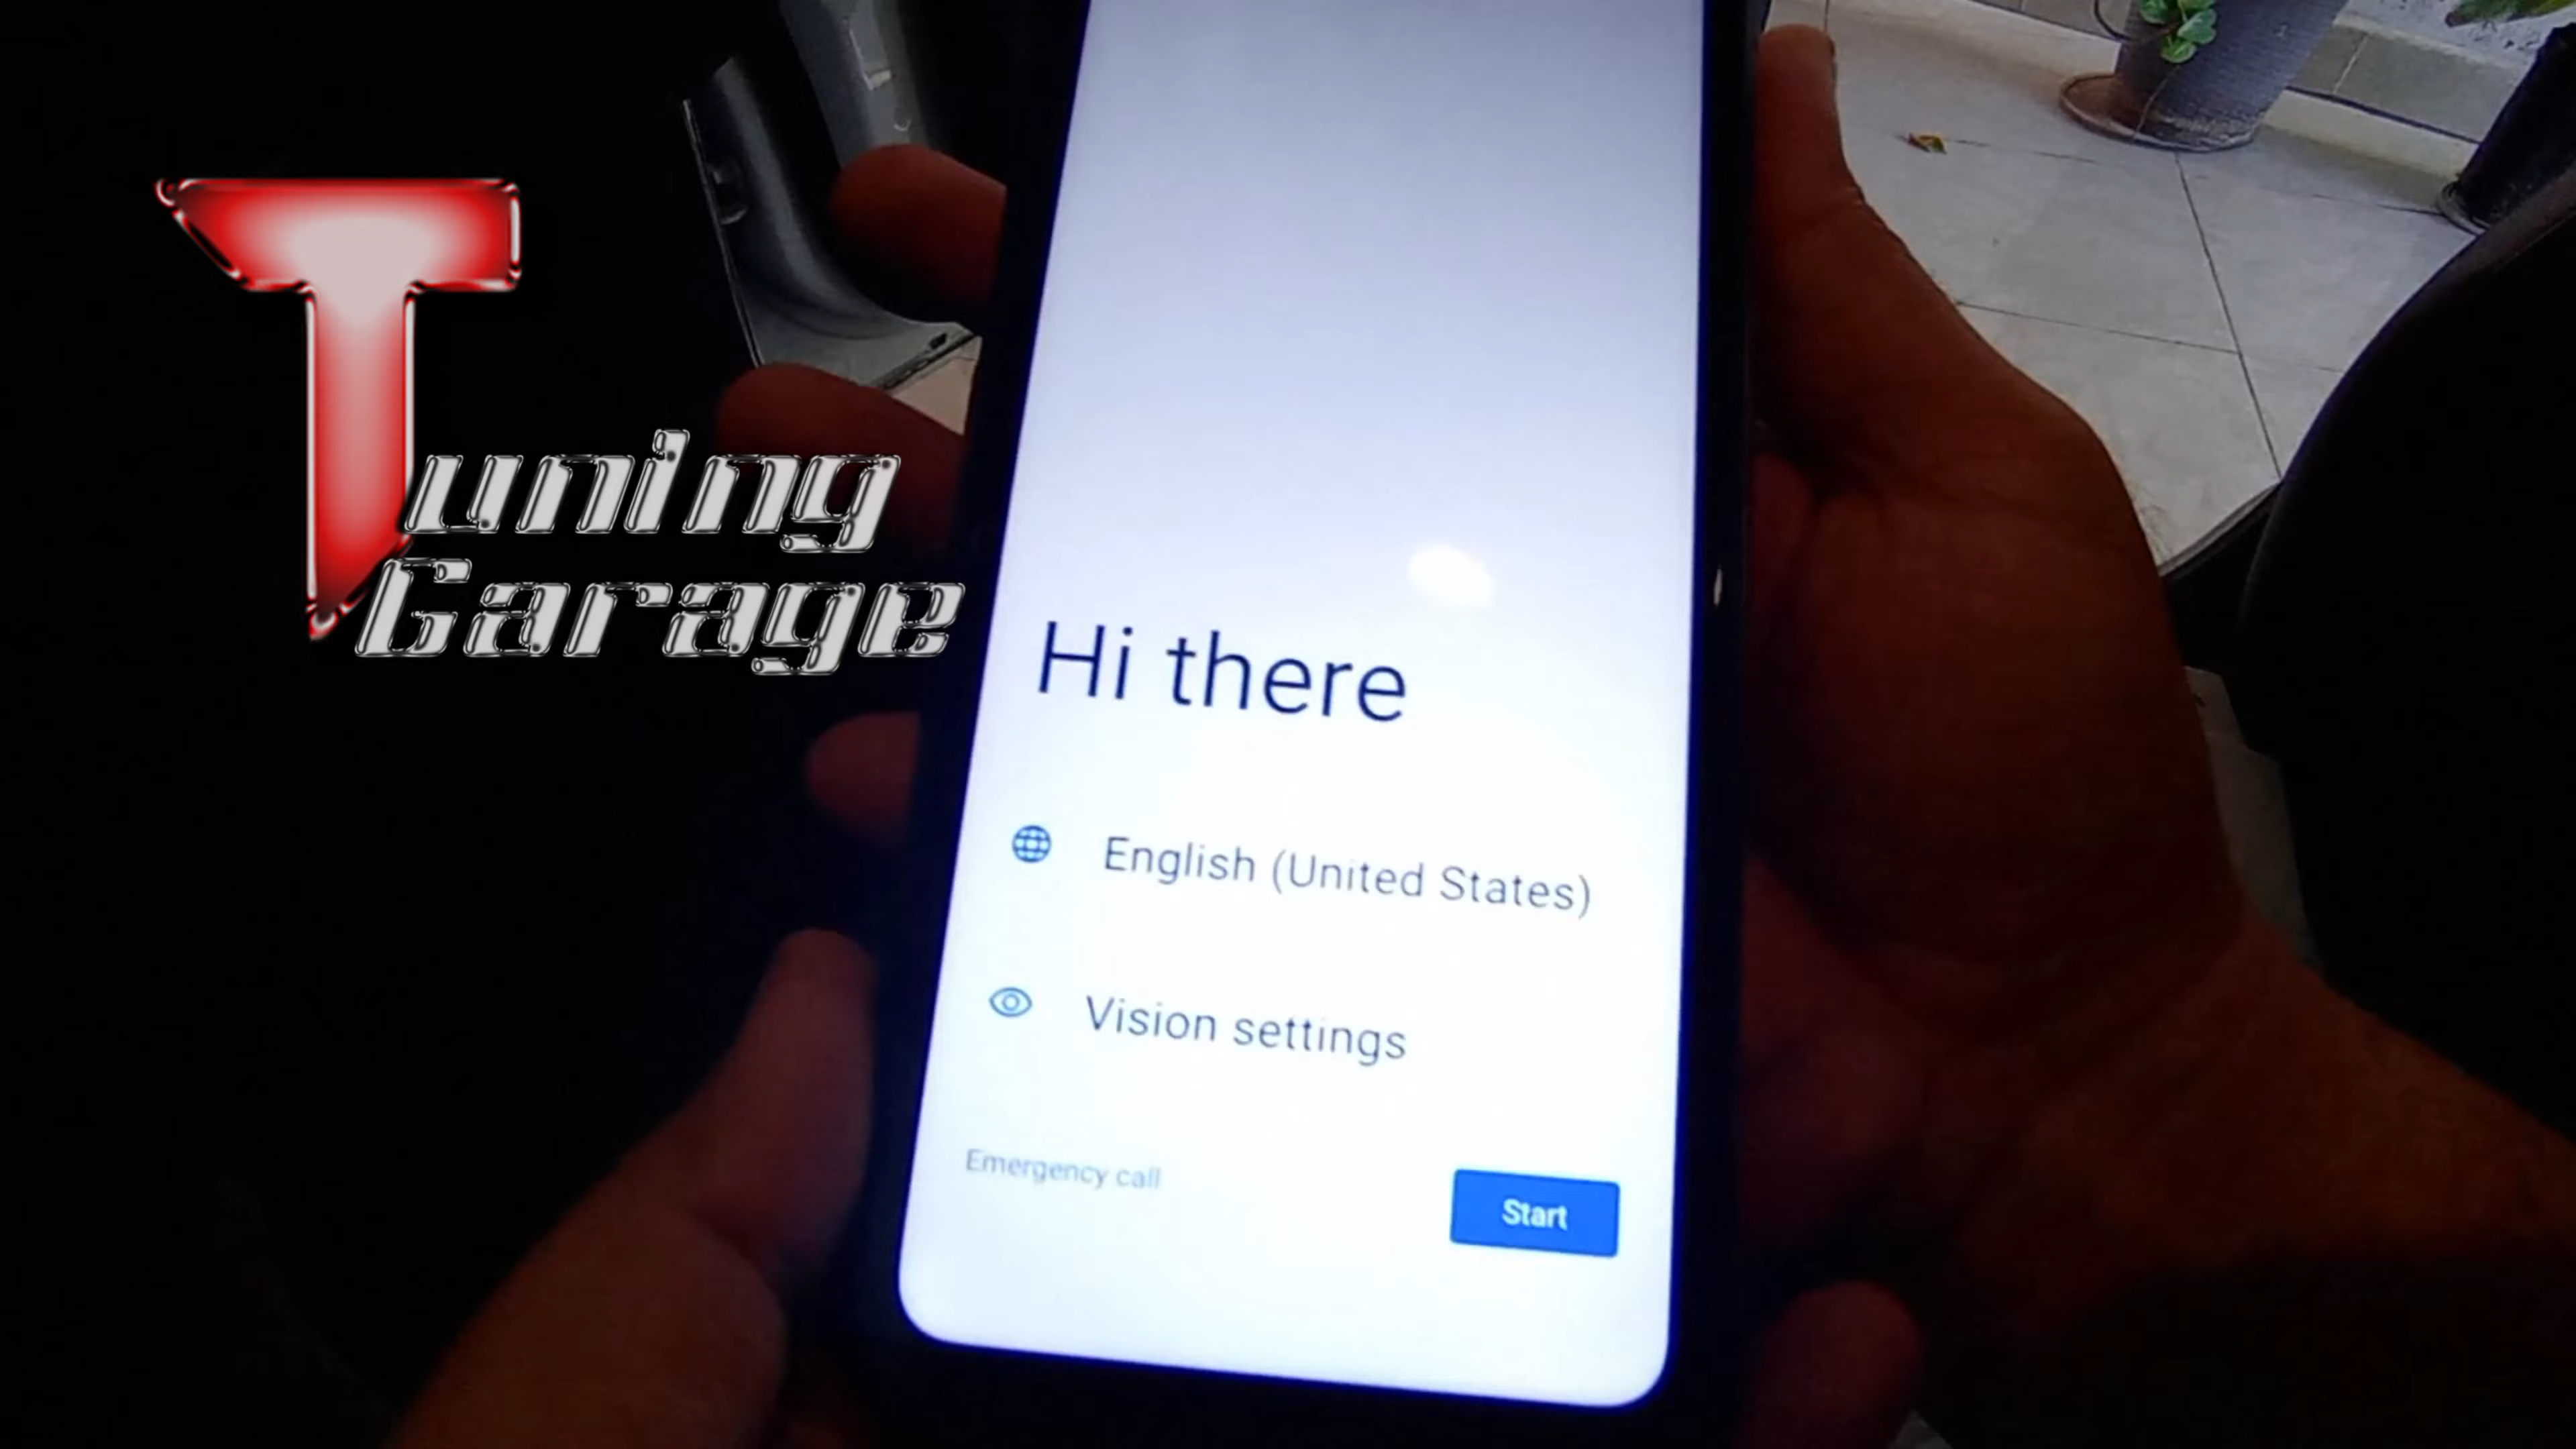 Tuning
Garage
Hi there
English (United States)
Vision settings
Emergency call
Start